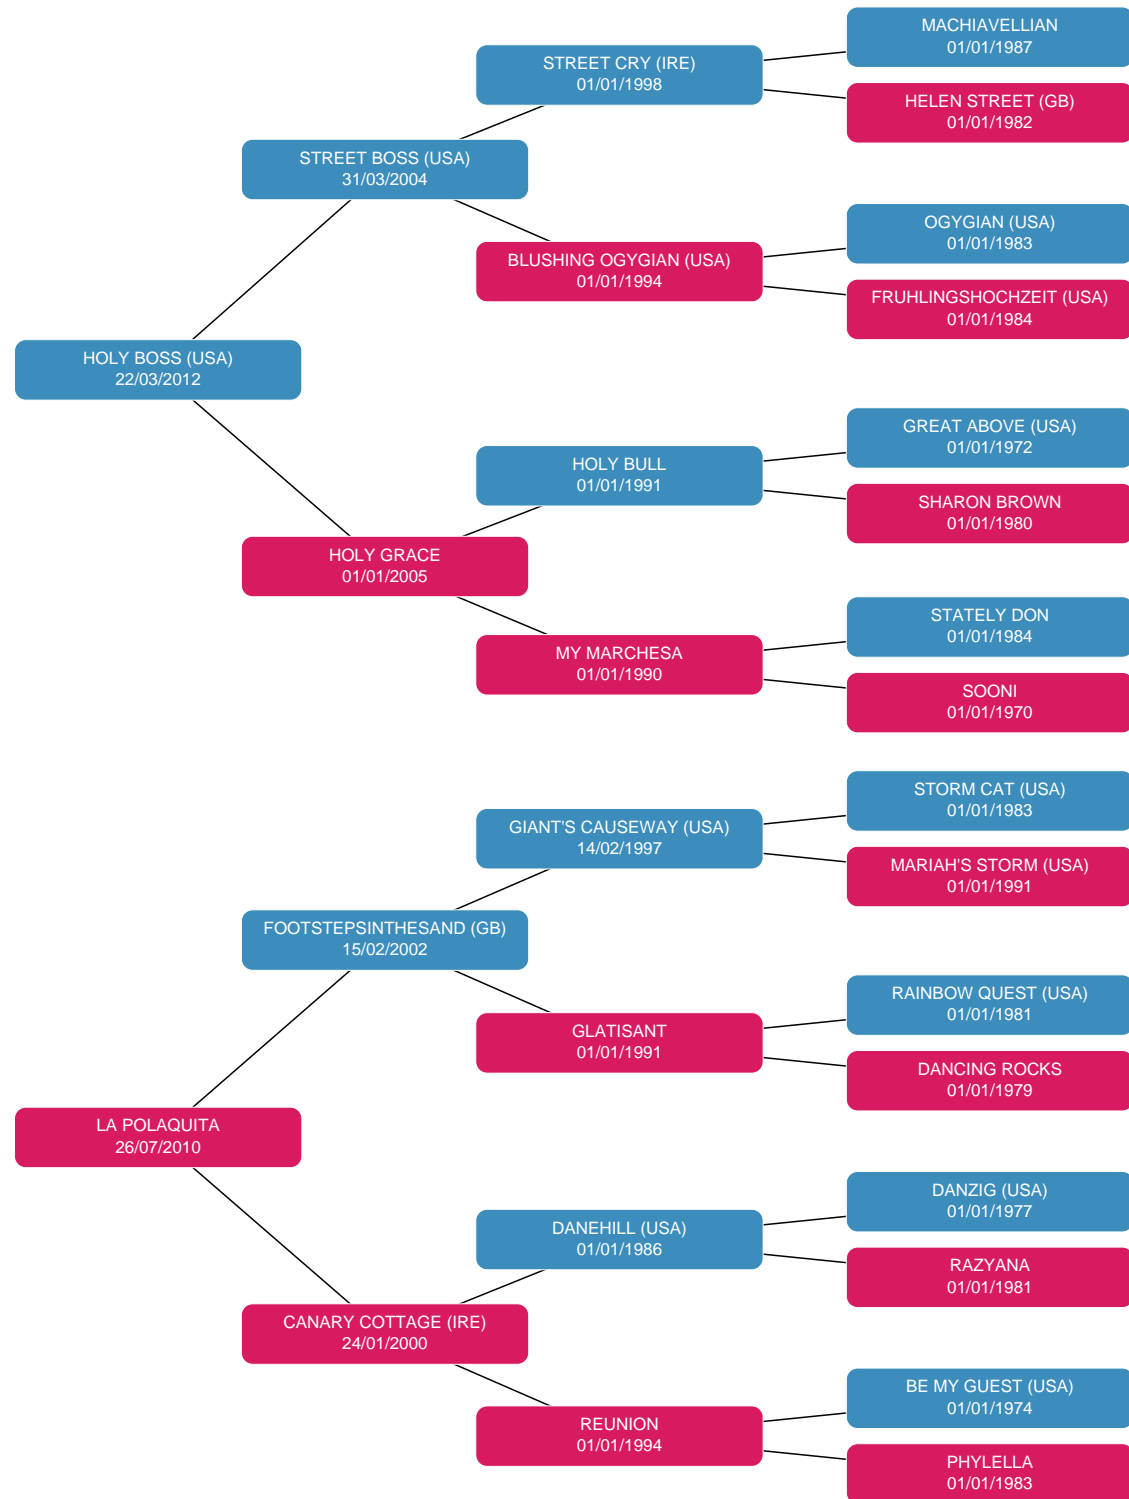 MACHIAVELLIAN
01/01/1987
STREET CRY (IRE)
01/01/1998
HELEN STREET (GB)
01/01/1982
STREET BOSS (USA)
31/03/2004
OGYGIAN (USA)
01/01/1983
BLUSHING OGYGIAN (USA)
01/01/1994
FRUHLINGSHOCHZEIT (USA)
01/01/1984
HOLY BOSS (USA)
22/03/2012
GREAT ABOVE (USA)
01/01/1972
HOLY BULL
01/01/1991
SHARON BROWN
01/01/1980
HOLY GRACE
01/01/2005
STATELY DON
01/01/1984
MY MARCHESA
01/01/1990
SOONI
01/01/1970
STORM CAT (USA)
01/01/1983
GIANT'S CAUSEWAY (USA)
14/02/1997
MARIAH'S STORM (USA)
01/01/1991
FOOTSTEPSINTHESAND (GB)
15/02/2002
RAINBOW QUEST (USA)
01/01/1981
GLATISANT
01/01/1991
DANCING ROCKS
01/01/1979
LA POLAQUITA
26/07/2010
DANZIG (USA)
01/01/1977
DANEHILL (USA)
01/01/1986
RAZYANA
01/01/1981
CANARY COTTAGE (IRE)
24/01/2000
BE MY GUEST (USA)
01/01/1974
REUNION
01/01/1994
PHYLELLA
01/01/1983